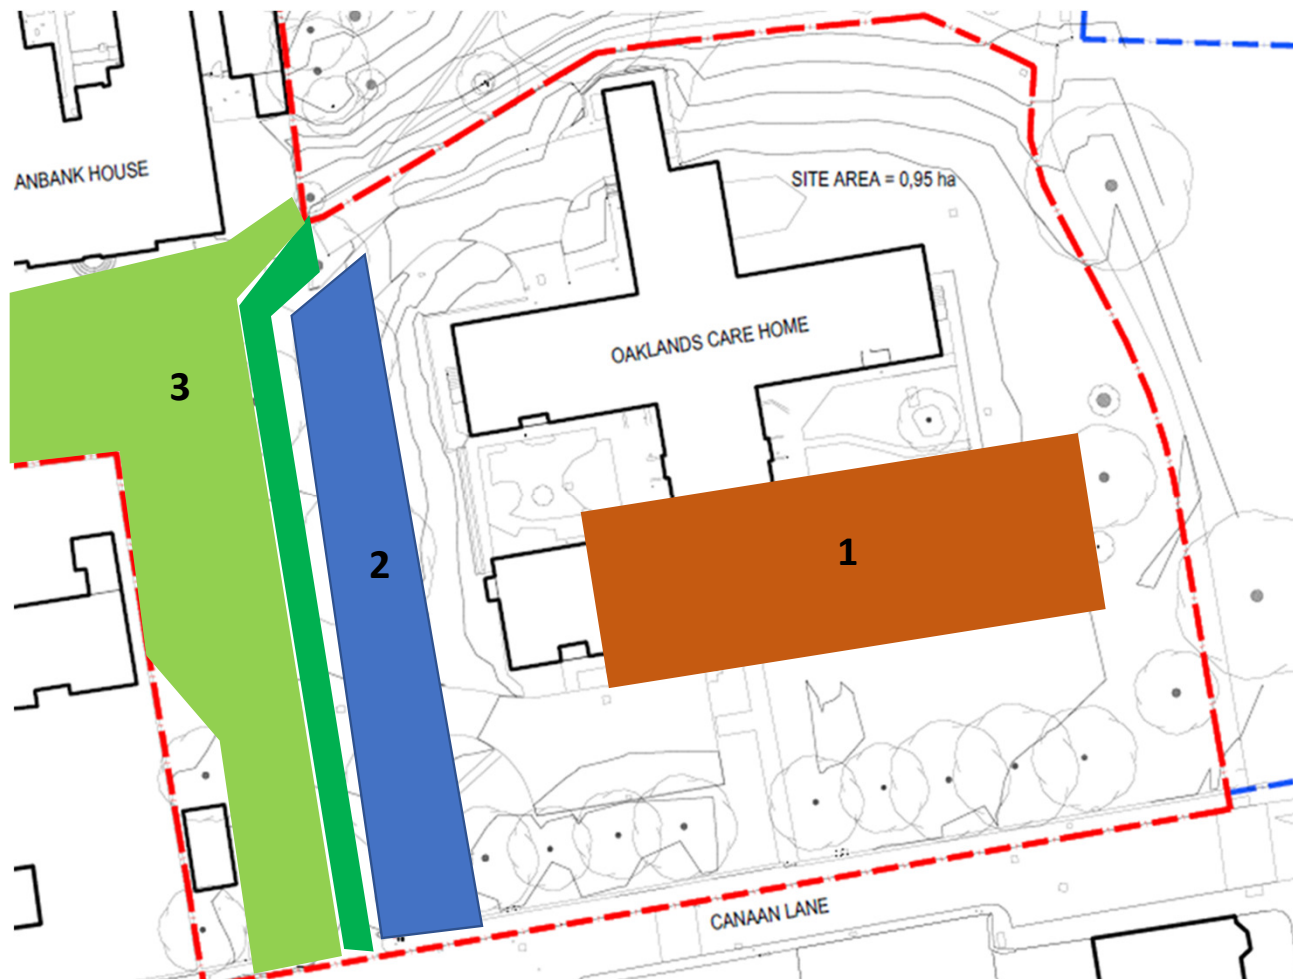 ANBANK HOUSE
SITE AREA = 0,95 ha
OAKLANDS CARE HOME
3
2
1
CANAAN LANE